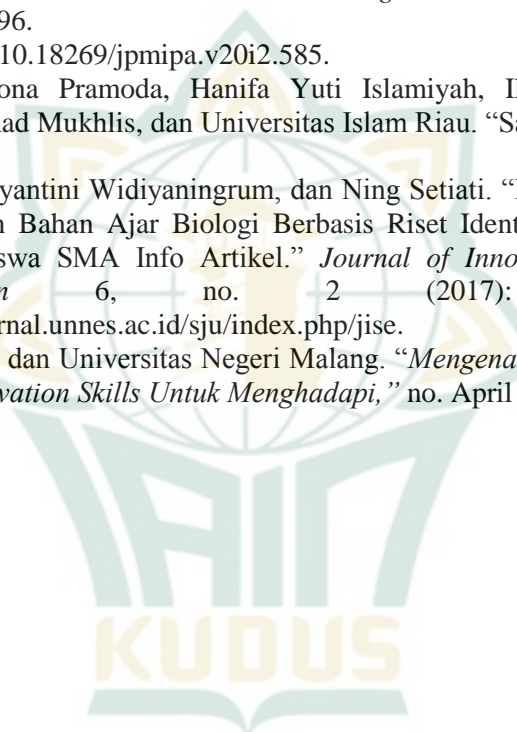 96.
10.18269/jpmipa.v20i2.585.
ona Pramoda, Hanifa Yuti Islamiyah, I
ad Mukhlis, dan Universitas Islam Riau. “Sa
yantini Widiyaningrum, dan Ning Setiati. “
n Bahan Ajar Biologi Berbasis Riset Ident
swa SMA Info Artikel.” Journal of Inno
n 6, no. 2 (2017):
rnal.unnes.ac.id/sju/index.php/jise.
dan Universitas Negeri Malang. “Mengena
vation Skills Untuk Menghadapi,” no. April
IAIN
KUDUS